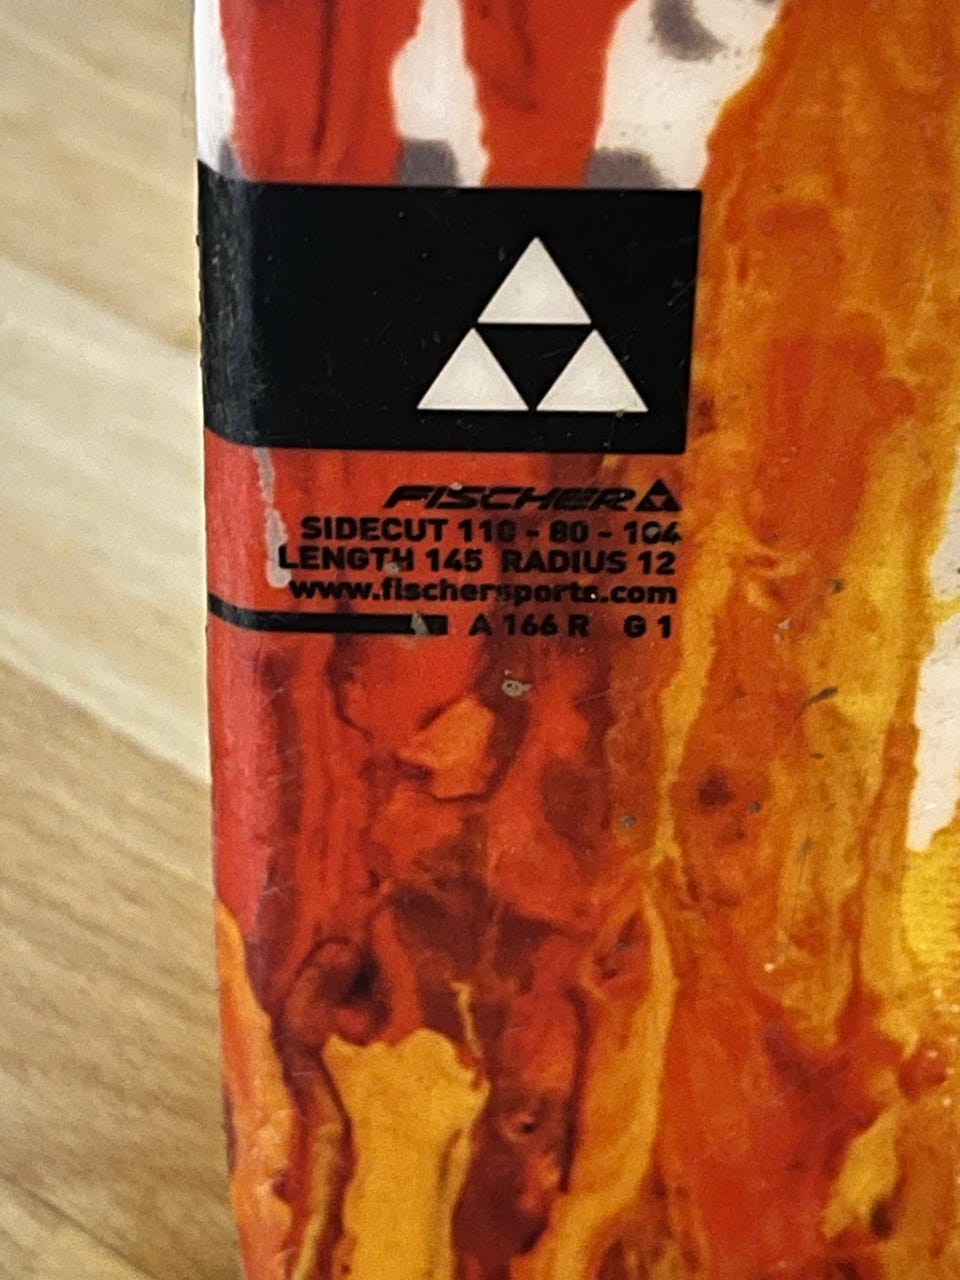 FISCHER
SIDECUT 110 - 80 - 104
LENGTH 145 RADIUS 12
www.fischersports.com
A 166 R G 1